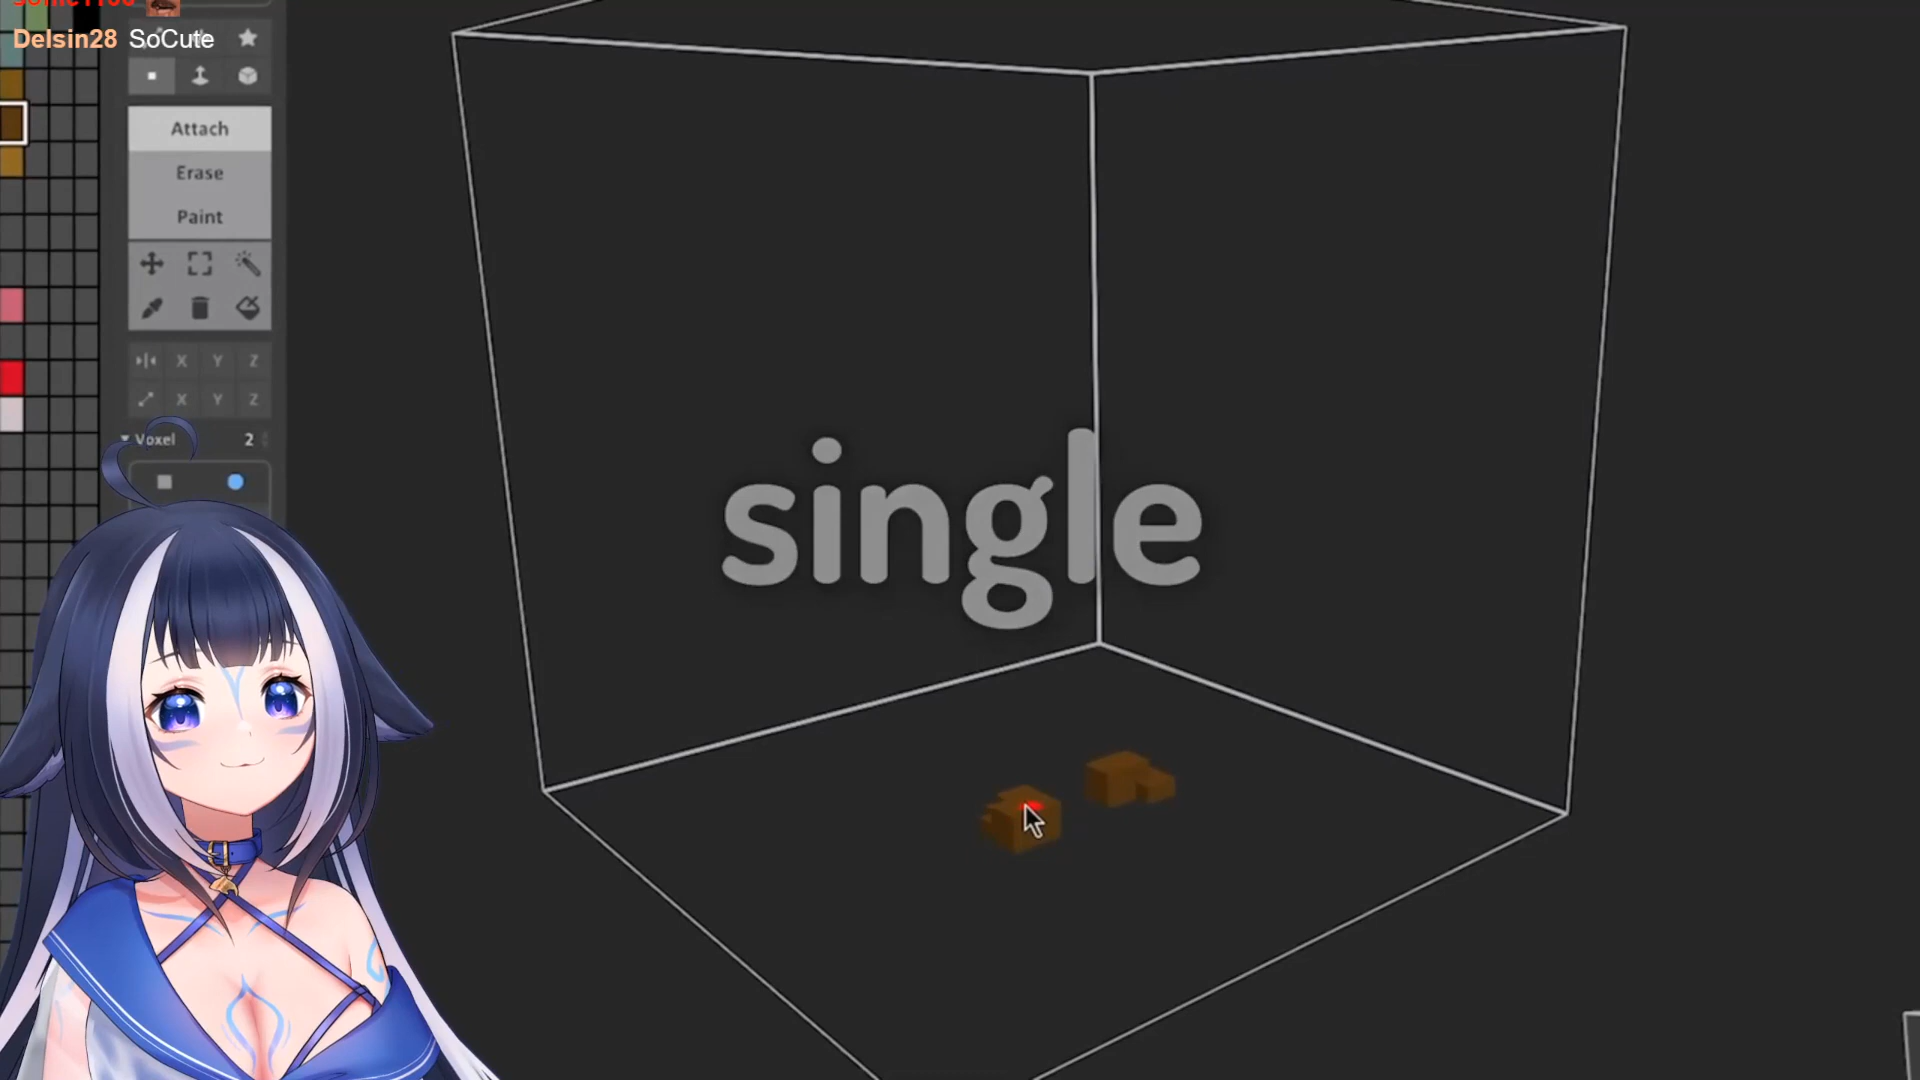 Delsin28 SoCute
Attach
Erase
Paint
X Y Z
X Y Z
Voxel 2
single